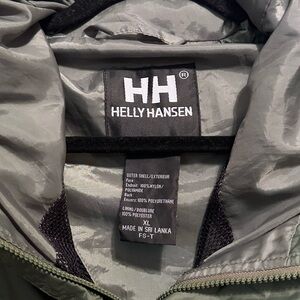 HH®
HELLY HANSEN
OUTER SHELL/EXTERIEUR
Face
Endroit: 100% NYLON/
POLYAMIDE
Back
Envers: 100% POLYURETHANE
LINING/DOUBLURE
100% POLYESTER
XL
MADE IN SRI LANKA
FS-T